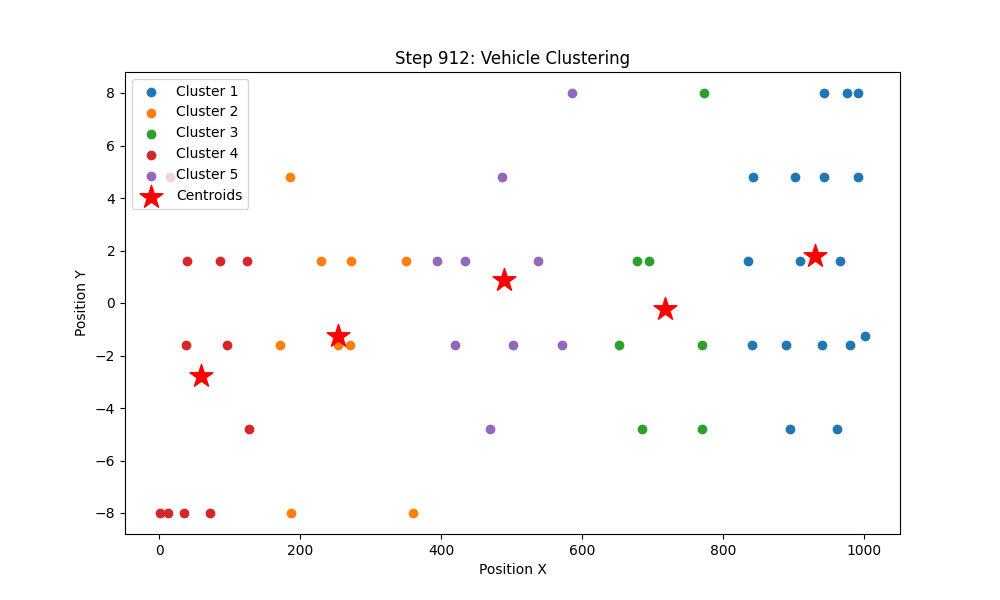 Step 912: Vehicle Clustering
Cluster 1
Cluster 2
Cluster 3
Cluster 4
Cluster 5
Centroids
8
6
4
2
0
−2
−4
−6
−8
Position Y
0 200 400 600 800 1000
Position X